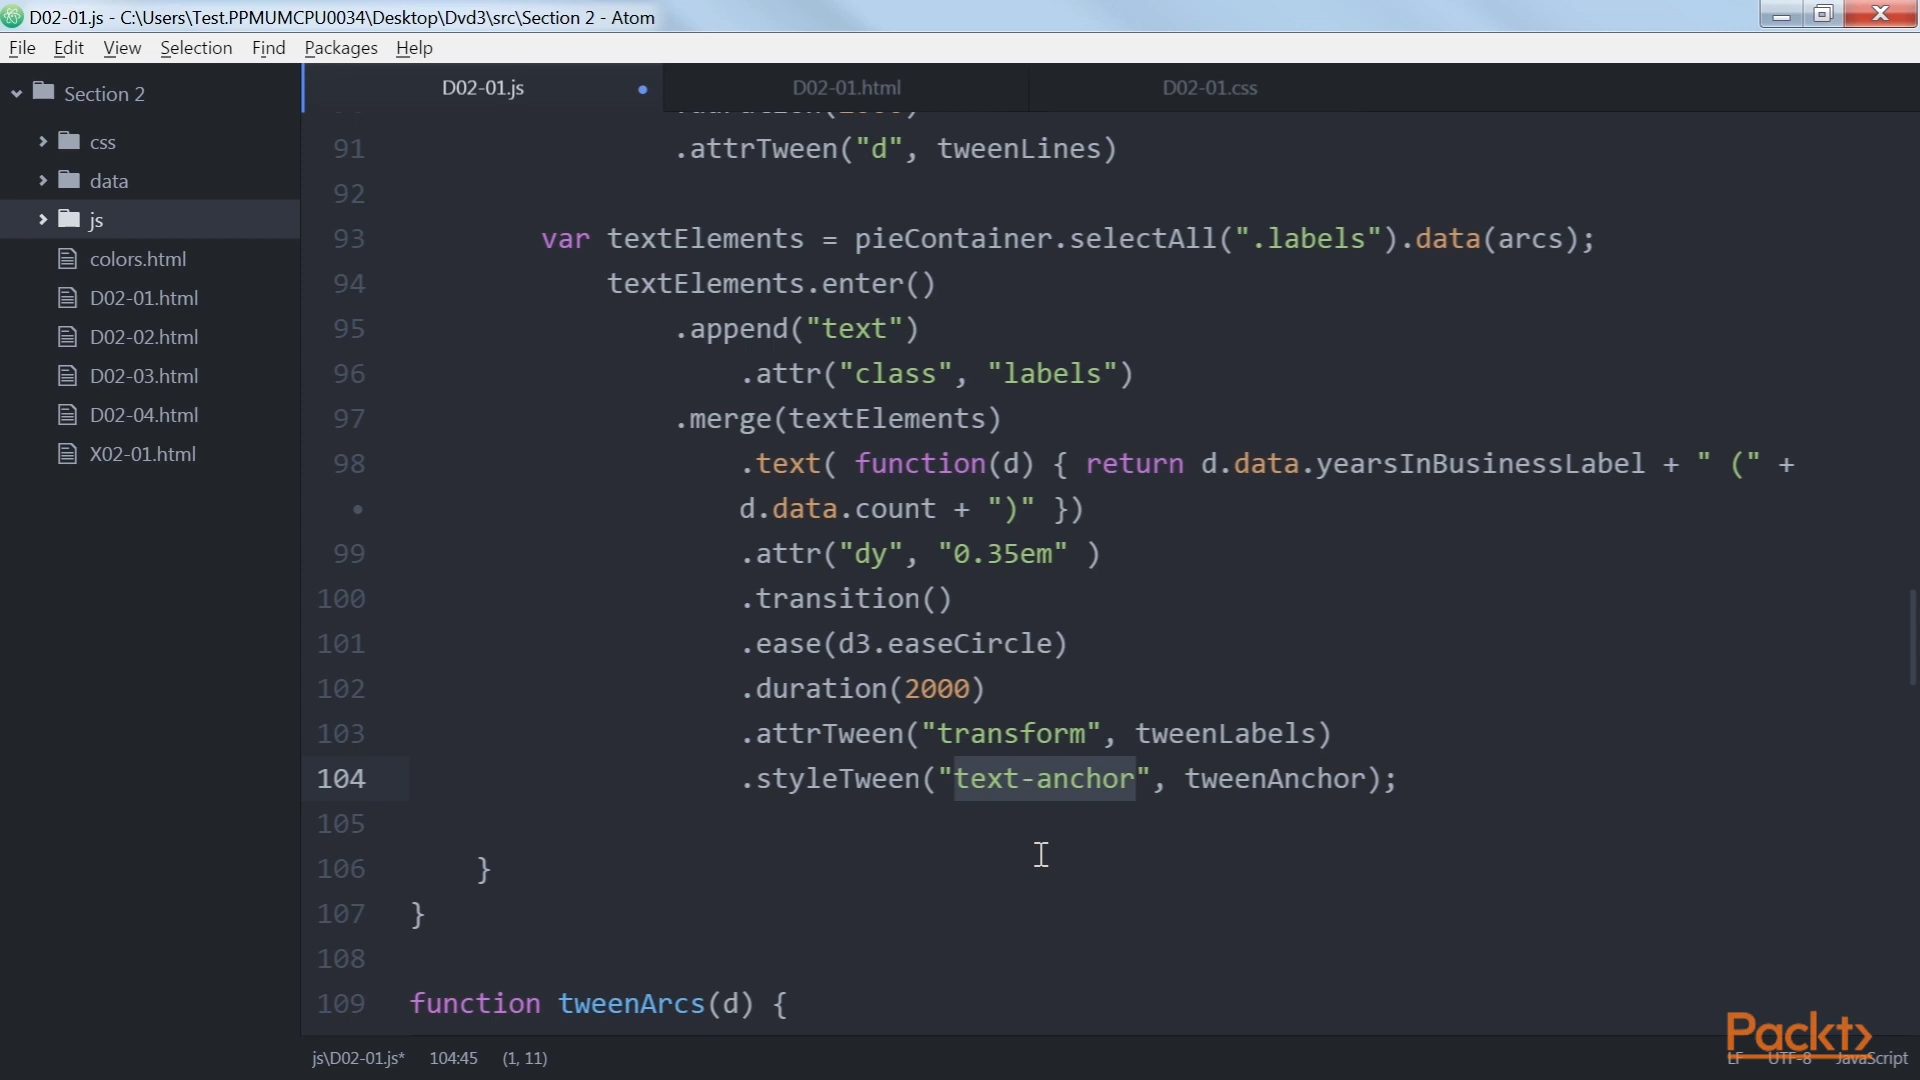 D02-01.js - C:\Users\Test.PPMUMCPU0034\Desktop\Dvd3\src\Section 2 - Atom
File Edit View Selection Find Packages Help
Section 2
css
data
js
colors.html
D02-01.html
D02-02.html
D02-03.html
D02-04.html
X02-01.html
D02-01.js D02-01.html D02-01.css
91 .attrTween("d", tweenLines)
92
93 var textElements = pieContainer.selectAll(".labels").data(arcs);
94 textElements.enter()
95 .append("text")
96 .attr("class", "labels")
97 .merge(textElements)
98 .text( function(d) { return d.data.yearsInBusinessLabel + " (" +
• d.data.count + ")" })
99 .attr("dy", "0.35em" )
100 .transition()
101 .ease(d3.easeCircle)
102 .duration(2000)
103 .attrTween("transform", tweenLabels)
104 .styleTween("text-anchor", tweenAnchor);
105
106 }
107 }
108
109 function tweenArcs(d) {
js\D02-01.js* 104:45 (1, 11)
Packt>
LF UTF-8 JavaScript